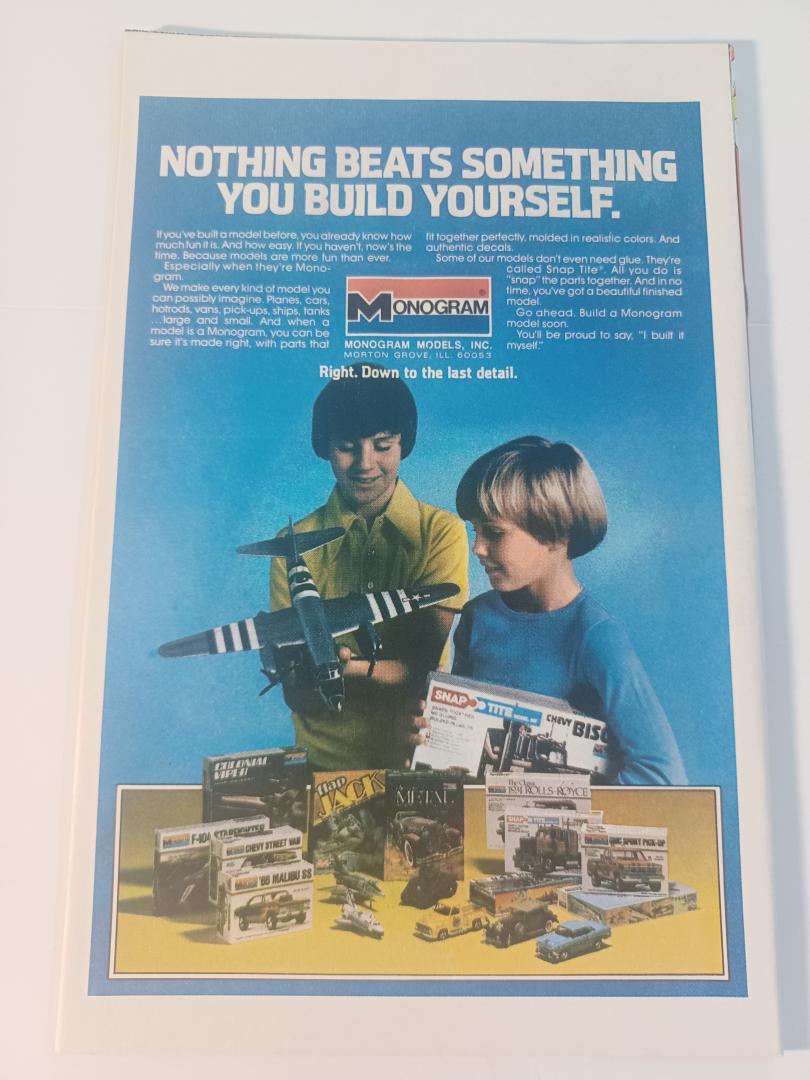 NOTHING BEATS SOMETHING
YOU BUILD YOURSELF.
If you've built a model before, you already know how
much fun it is. And how easy. If you haven't, now's the
time. Because models are more fun than ever.
Especially when they're Mono-
gram.
We make every kind of model you
can possibly imagine. Planes, cars,
hotrods, vans, pick-ups, ships, tanks
...large and small. And when a
model is a Monogram, you can be
sure it's made right, with parts that
fit together perfectly, molded in realistic colors. And
authentic decals.
Some of our models don't even need glue. They're
called Snap Tite®. All you do is
"snap" the parts together. And in no
time, you've got a beautiful finished
model.
Go ahead. Build a Monogram
model soon.
You'll be proud to say, "I built it
myself."
MONOGRAM®
MONOGRAM MODELS, INC.
MORTON GROVE, ILL. 60053
Right. Down to the last detail.
SNAP TITE
CHEVY
COLONIAL
VIPER
JACK
METAL
The Classic
1931 ROLLS-ROYCE
SNAP TITE
STARFIGHTER
CHEVY STREET VAN
'65 MALIBU SS
SPORT PICK-UP